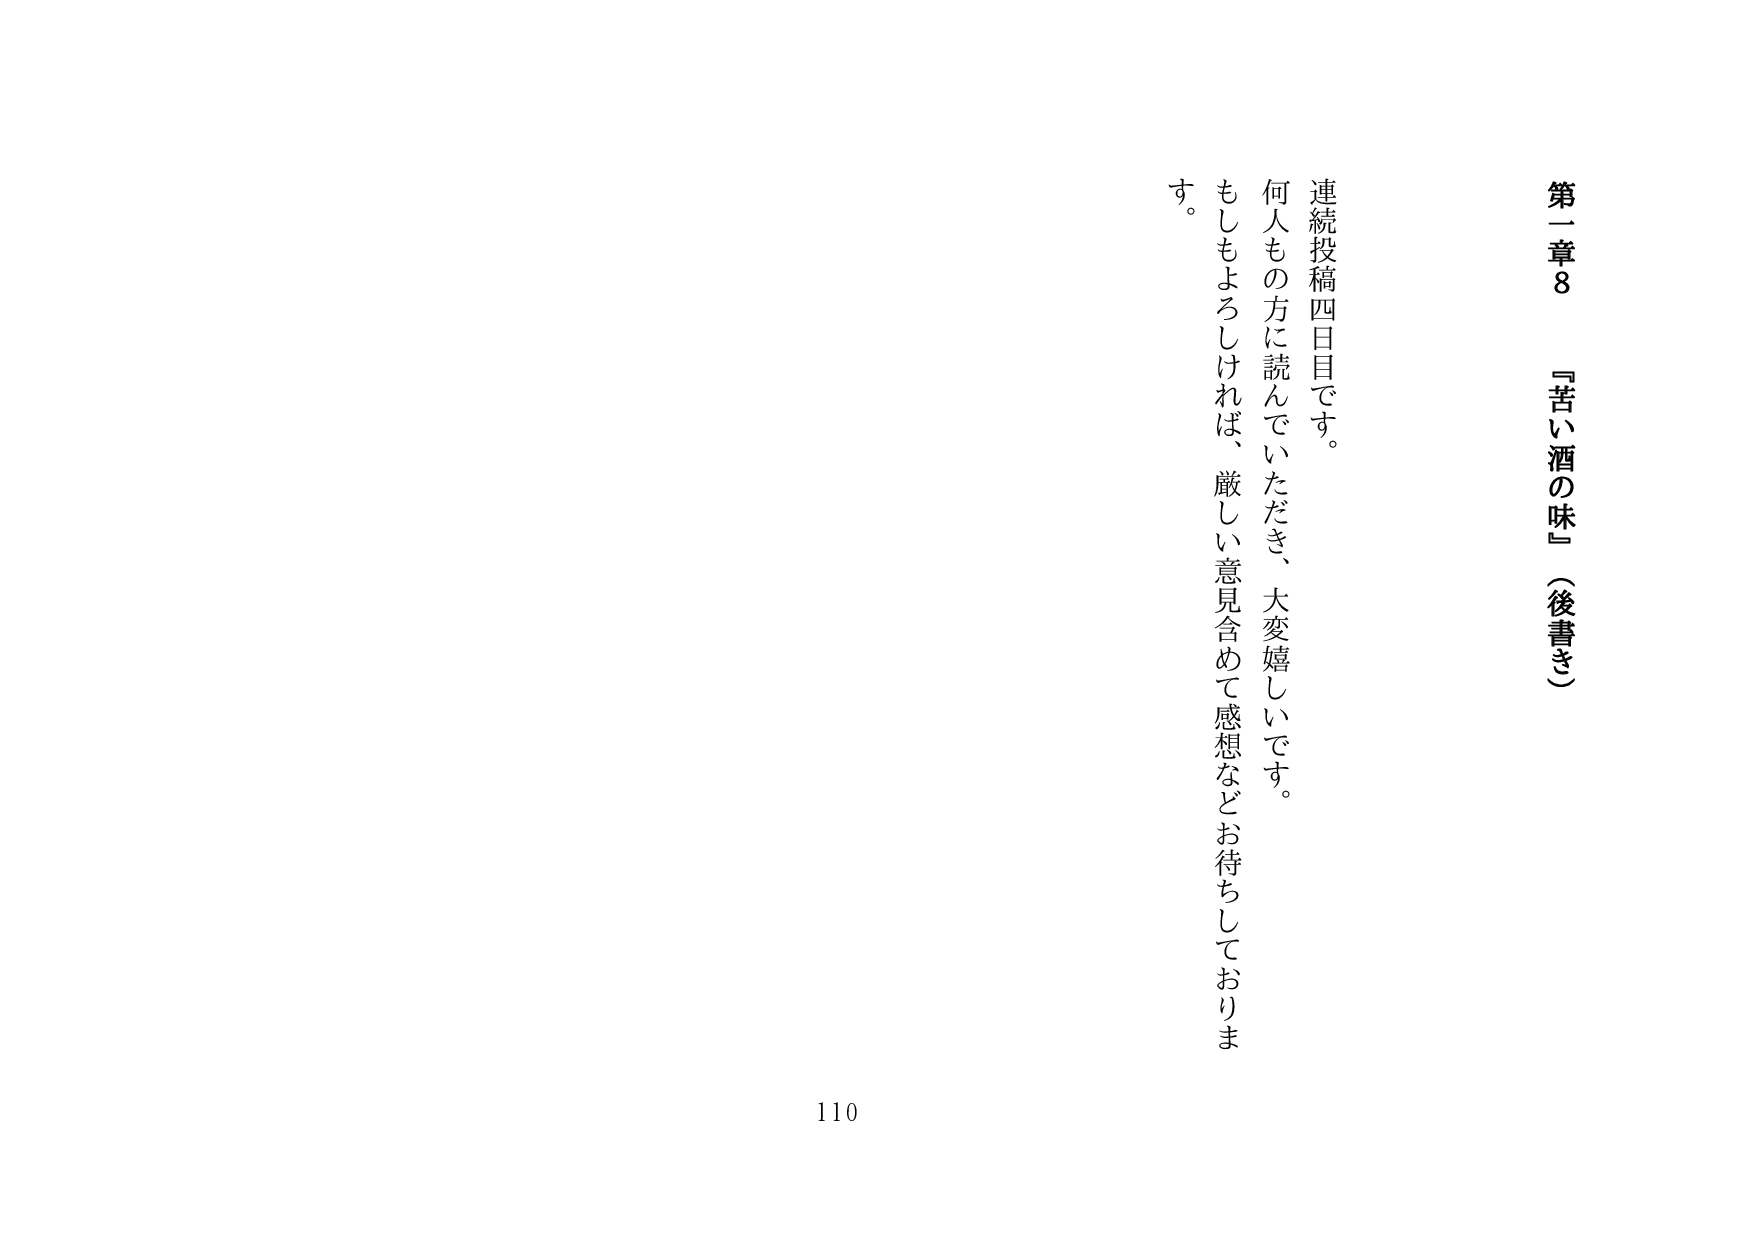 第一章８　　『苦い酒の味』（後書き）
連続投稿四日目です。
何人もの方に読んでいただき、大変嬉しいです。
もしもよろしければ、厳しい意見含めて感想などお待ちしておりま
す。
110